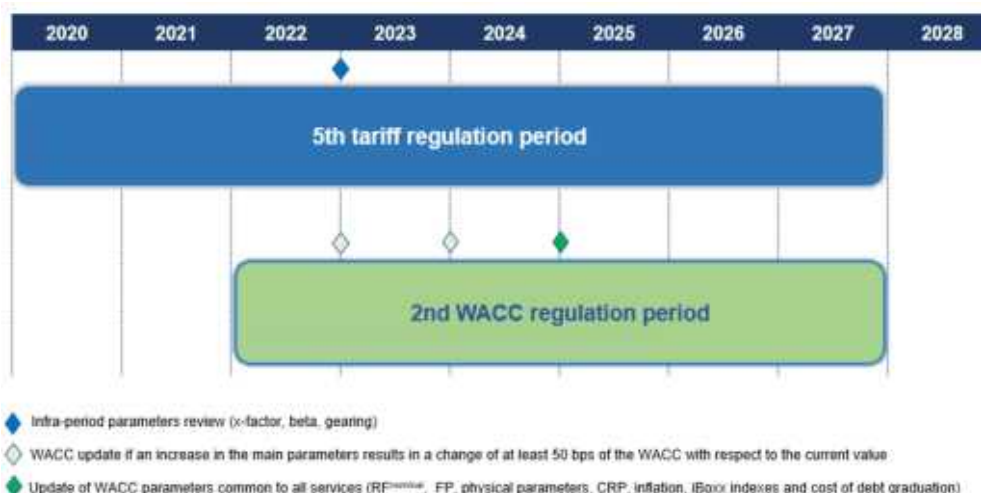 2020 2021 2022 2023 2024 2025 2026 2027 2028
5th tariff regulation period
2nd WACC regulation period
Infra-period parameters review (x-factor, beta, gearing)
WACC update if an increase in the main parameters results in a change of at least 50 bps of the WACC with respect to the current value
Update of WACC parameters common to all services (RFnominal, FP, physical parameters, CRP, inflation, iBoxx indexes and cost of debt graduation)